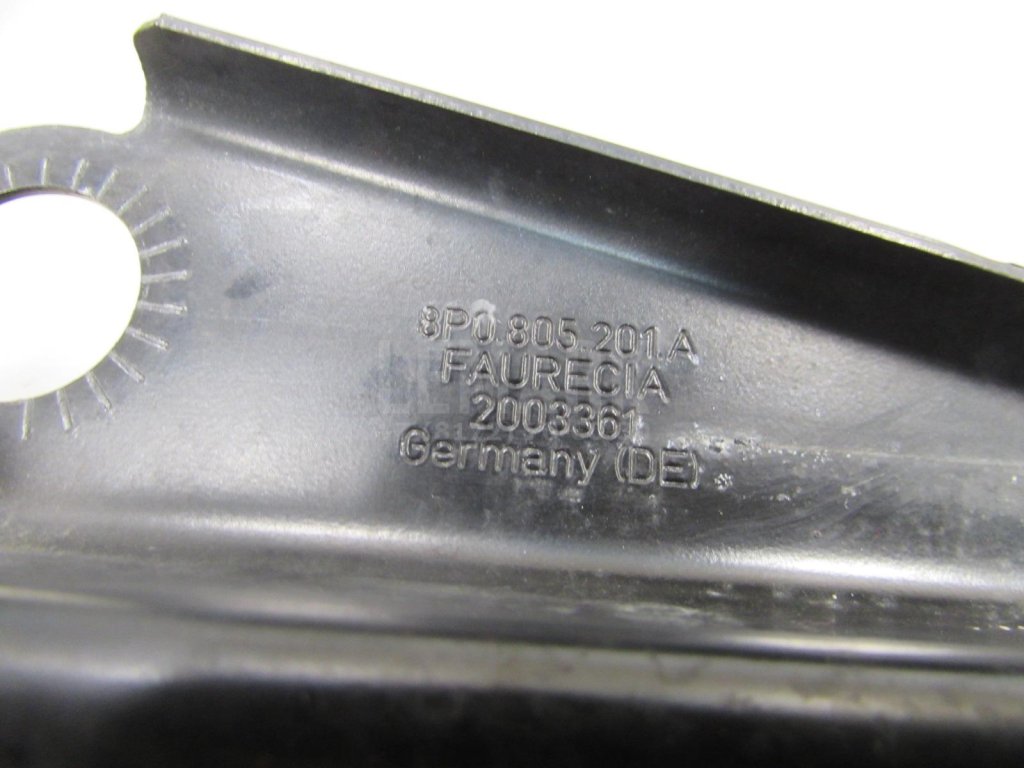 8P0.805.201.A
FAURECIA
2003361
Germany (DE)